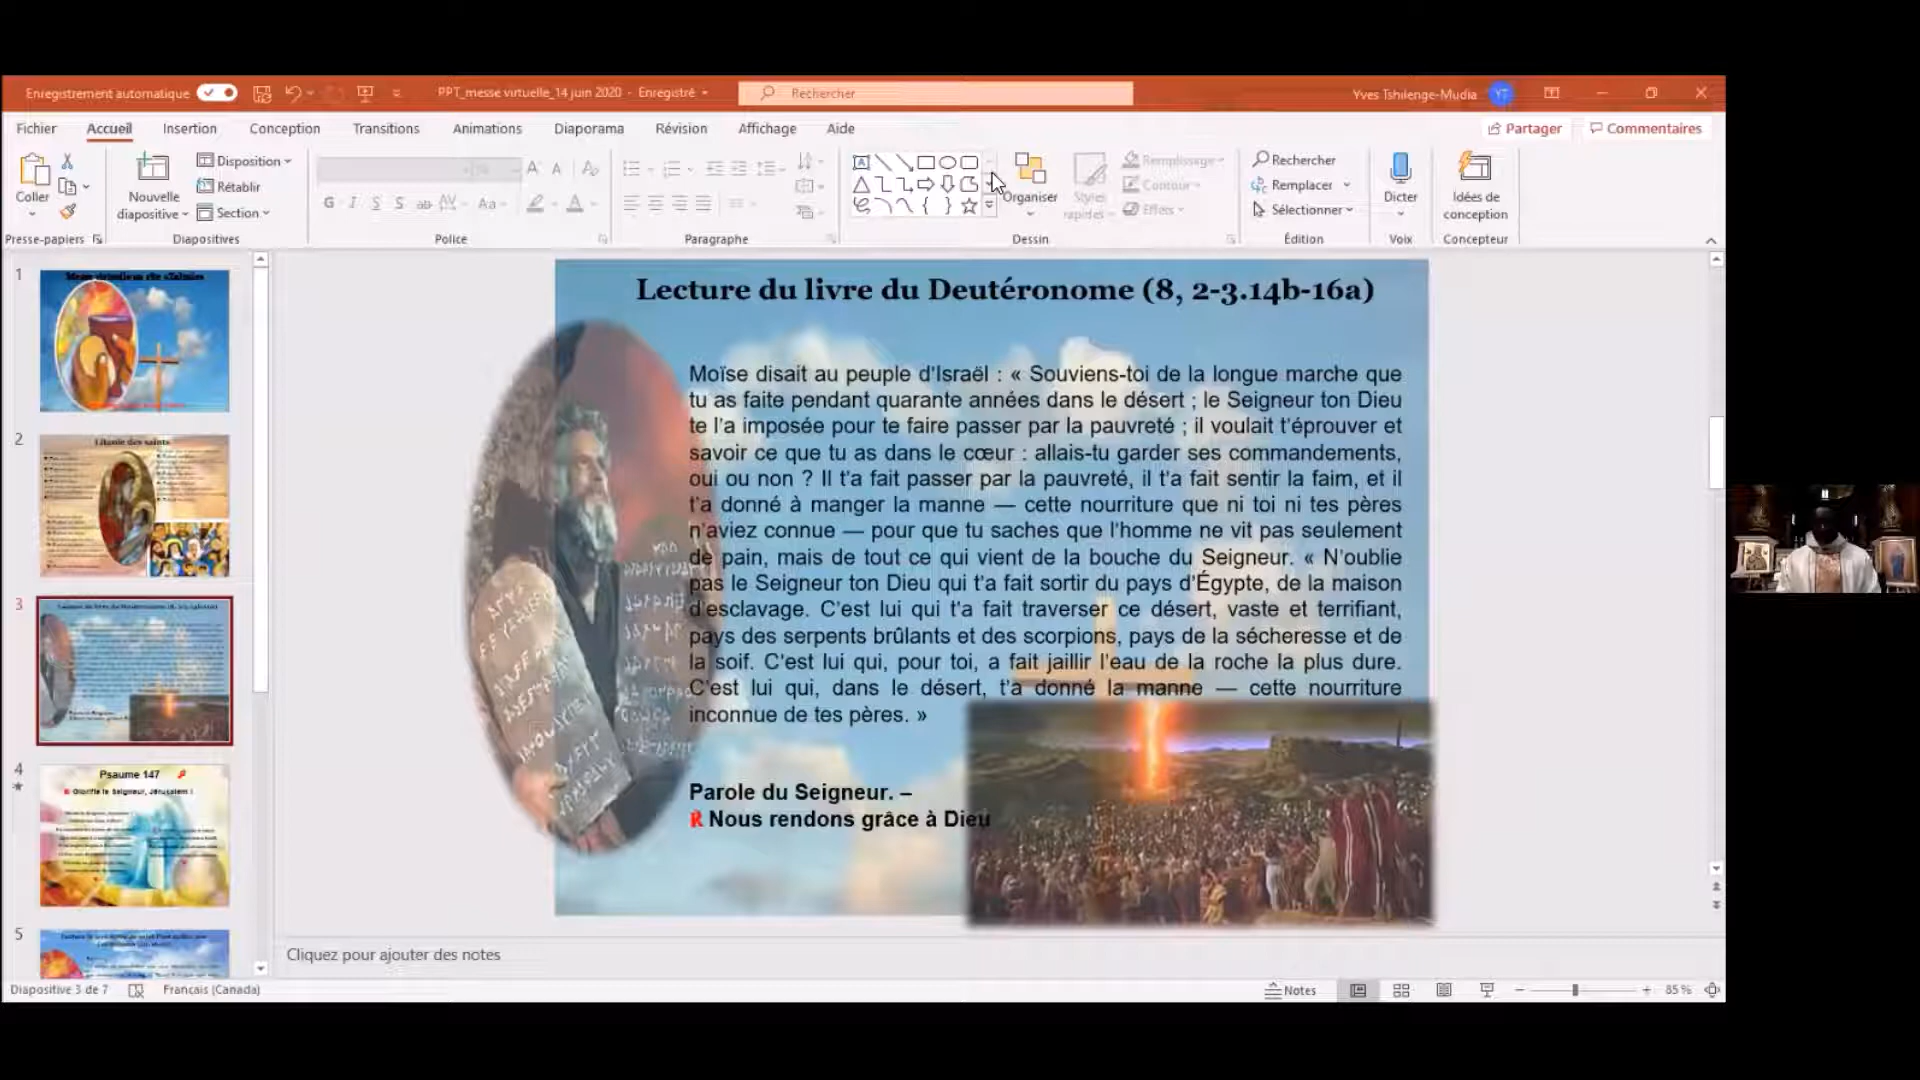 Enregistrement automatique
PPT_messe virtuelle_14 juin 2020 - Enregistré
Rechercher
Yves Tshilenge-Mudia
YT
Fichier
Accueil
Insertion
Conception
Transitions
Animations
Diaporama
Révision
Affichage
Aide
Partager
Commentaires
Coller
Nouvelle
diapositive
Disposition
Rétablir
Section
G I S S ab AV Aa
A
Organiser
Styles
rapides
Remplissage
Contour
Effets
Rechercher
Remplacer
Sélectionner
Dicter
Idées de
conception
Presse-papiers
Diapositives
Police
Paragraphe
Dessin
Édition
Voix
Concepteur
1
2
Litanie des saints
3
4
Psaume 147
R Glorifie le Seigneur, Jérusalem !
5
Lecture du livre du Deutéronome (8, 2-3.14b-16a)
Moïse disait au peuple d'Israël : « Souviens-toi de la longue marche que
tu as faite pendant quarante années dans le désert ; le Seigneur ton Dieu
te l'a imposée pour te faire passer par la pauvreté ; il voulait t'éprouver et
savoir ce que tu as dans le cœur : allais-tu garder ses commandements,
oui ou non ? Il t'a fait passer par la pauvreté, il t'a fait sentir la faim, et il
t'a donné à manger la manne — cette nourriture que ni toi ni tes pères
n'aviez connue — pour que tu saches que l'homme ne vit pas seulement
de pain, mais de tout ce qui vient de la bouche du Seigneur. « N'oublie
pas le Seigneur ton Dieu qui t'a fait sortir du pays d'Égypte, de la maison
d'esclavage. C'est lui qui t'a fait traverser ce désert, vaste et terrifiant,
pays des serpents brûlants et des scorpions, pays de la sécheresse et de
la soif. C'est lui qui, pour toi, a fait jaillir l'eau de la roche la plus dure.
C'est lui qui, dans le désert, t'a donné la manne — cette nourriture
inconnue de tes pères. »
Parole du Seigneur. –
R Nous rendons grâce à Dieu
Cliquez pour ajouter des notes
Diapositive 3 de 7
Français (Canada)
Notes
85 %